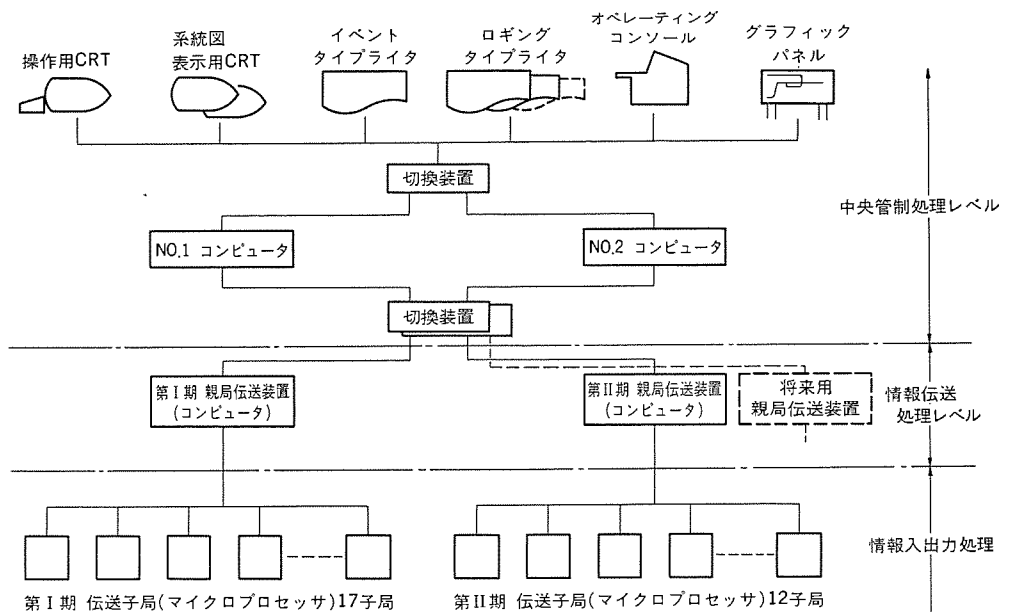 操作用CRT
系統図
表示用CRT
イベント
タイプライタ
ロギング
タイプライタ
オペレーティング
コンソール
グラフィック
パネル
切換装置
中央管制処理レベル
NO.1 コンピュータ
NO.2 コンピュータ
切換装置
第Ⅰ期 親局伝送装置
(コンピュータ)
第Ⅱ期 親局伝送装置
(コンピュータ)
将来用
親局伝送装置
情報伝送
処理レベル
情報入出力処理
第Ⅰ期 伝送子局(マイクロプロセッサ)17子局
第Ⅱ期 伝送子局(マイクロプロセッサ)12子局